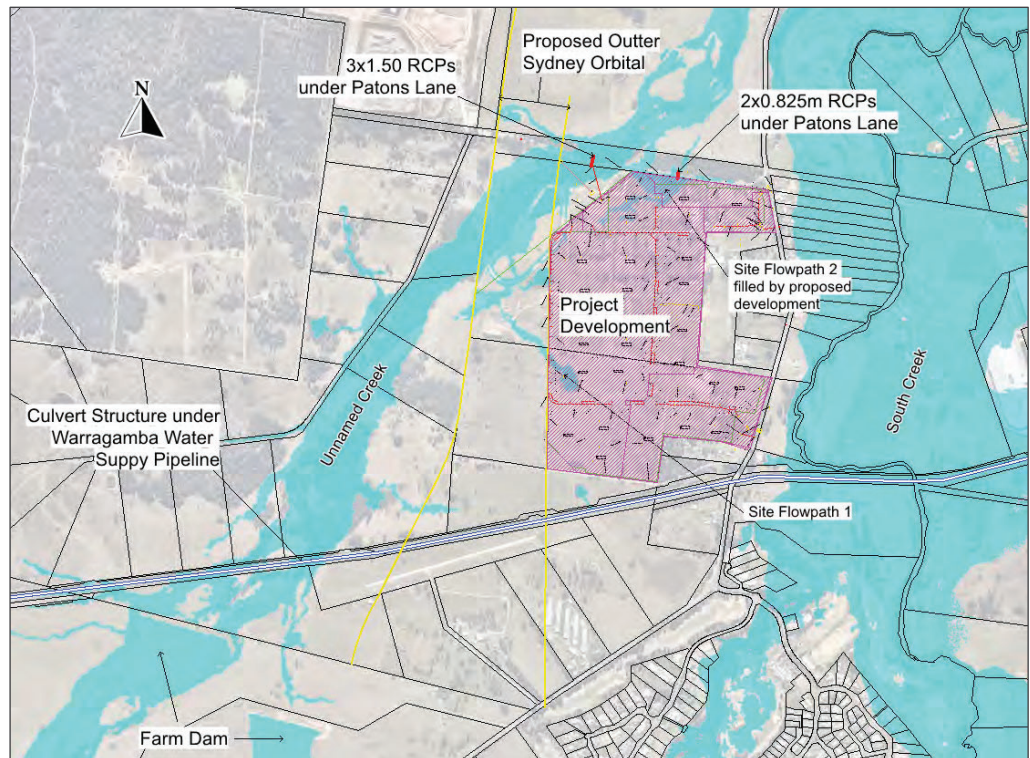 Proposed Outter
Sydney Orbital
3x1.50 RCPs
under Patons Lane
2x0.825m RCPs
under Patons Lane
N
Site Flowpath 2
filled by proposed
development
Project
Development
Culvert Structure under
Warragamba Water
Suppy Pipeline
Unnamed Creek
South Creek
Site Flowpath 1
Farm Dam